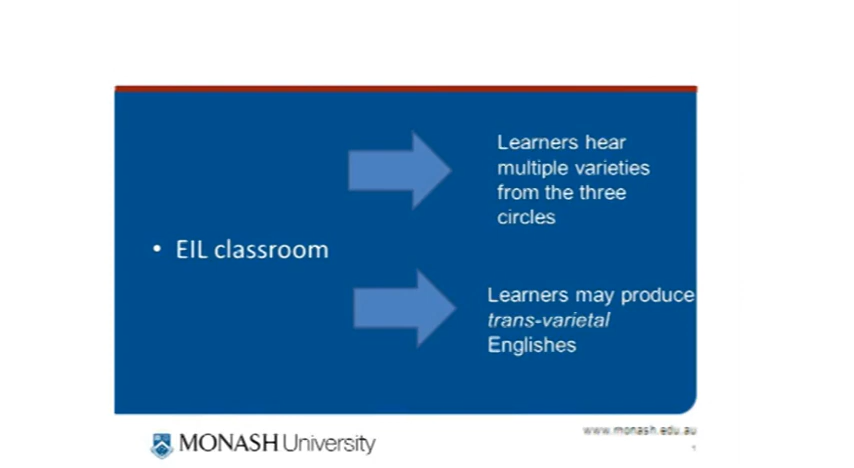 Learners hear
multiple varieties
from the three
circles
• EIL classroom
Learners may produce
trans-varietal
Englishes
MONASH University
www.monash.edu.au
1